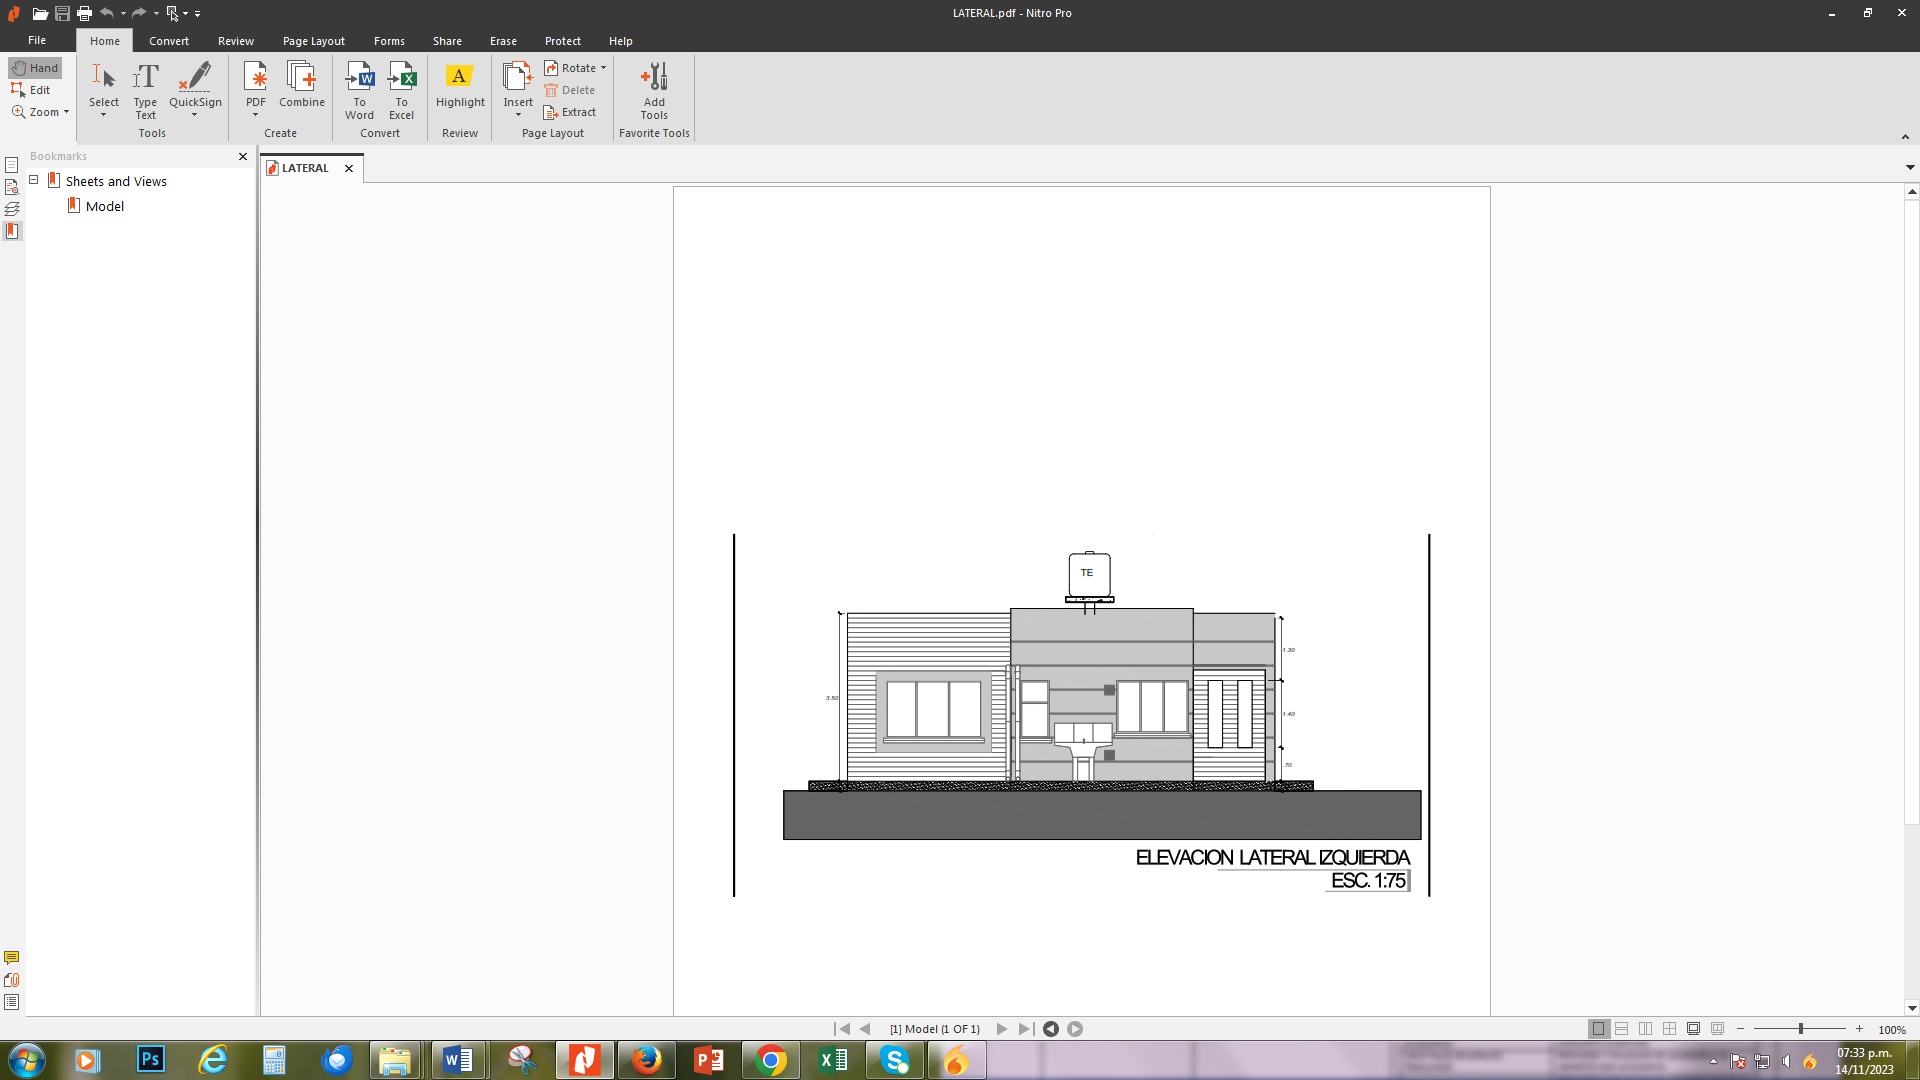 LATERAL.pdf - Nitro Pro
File
Home
Convert
Review
Page Layout
Forms
Share
Erase
Protect
Help
Hand
Edit
Zoom
Select
Type Text
QuickSign
Tools
PDF
Combine
Create
To Word
To Excel
Convert
A
Highlight
Review
Insert
Rotate
Delete
Extract
Page Layout
Add Tools
Favorite Tools
Bookmarks
LATERAL
Sheets and Views
Model
TE
1.30
3.50
1.40
.70
ELEVACION LATERAL IZQUIERDA
ESC. 1:75
[1] Model (1 OF 1)
100%
Ps
07:33 p.m.
14/11/2023